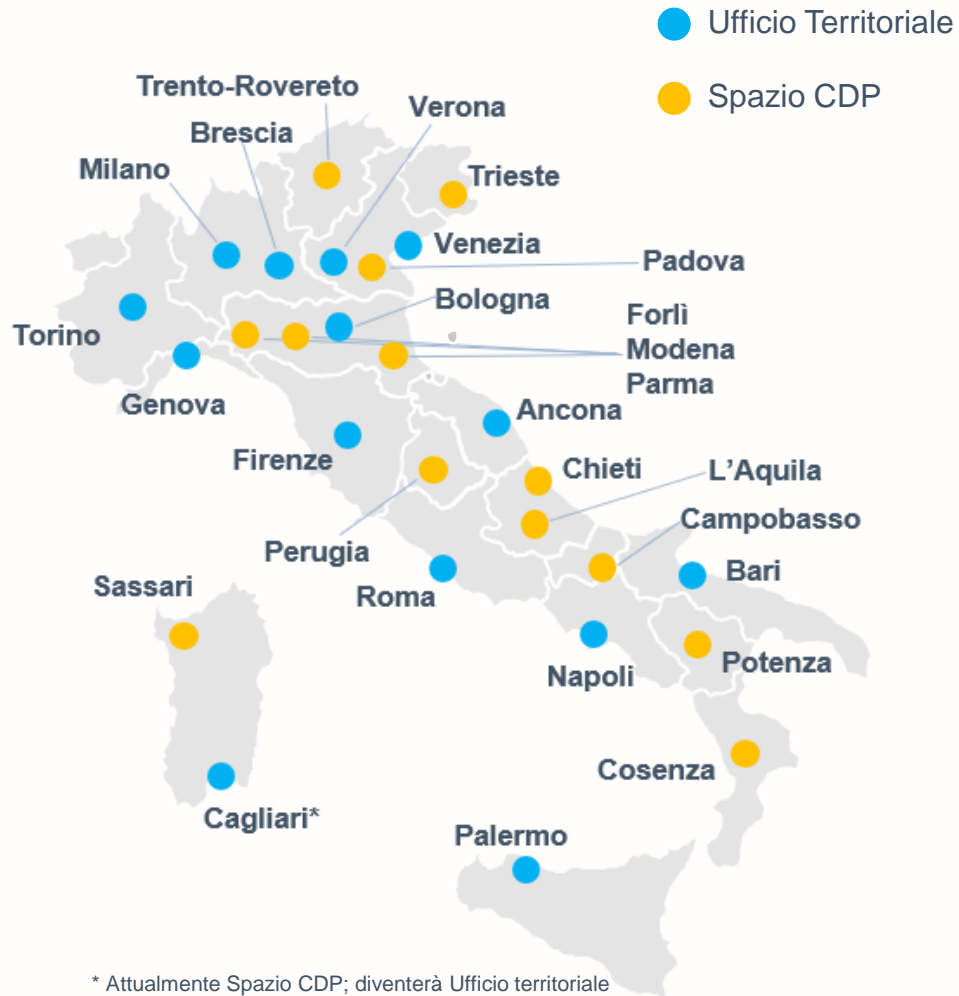 Ufficio Territoriale
Spazio CDP
Trento-Rovereto
Verona
Brescia
Milano
Trieste
Venezia
Padova
Bologna
Forlì
Modena
Parma
Torino
Genova
Ancona
Firenze
Chieti
L’Aquila
Campobasso
Perugia
Bari
Sassari
Roma
Potenza
Napoli
Cosenza
Cagliari*
Palermo
* Attualmente Spazio CDP; diventerà Ufficio territoriale